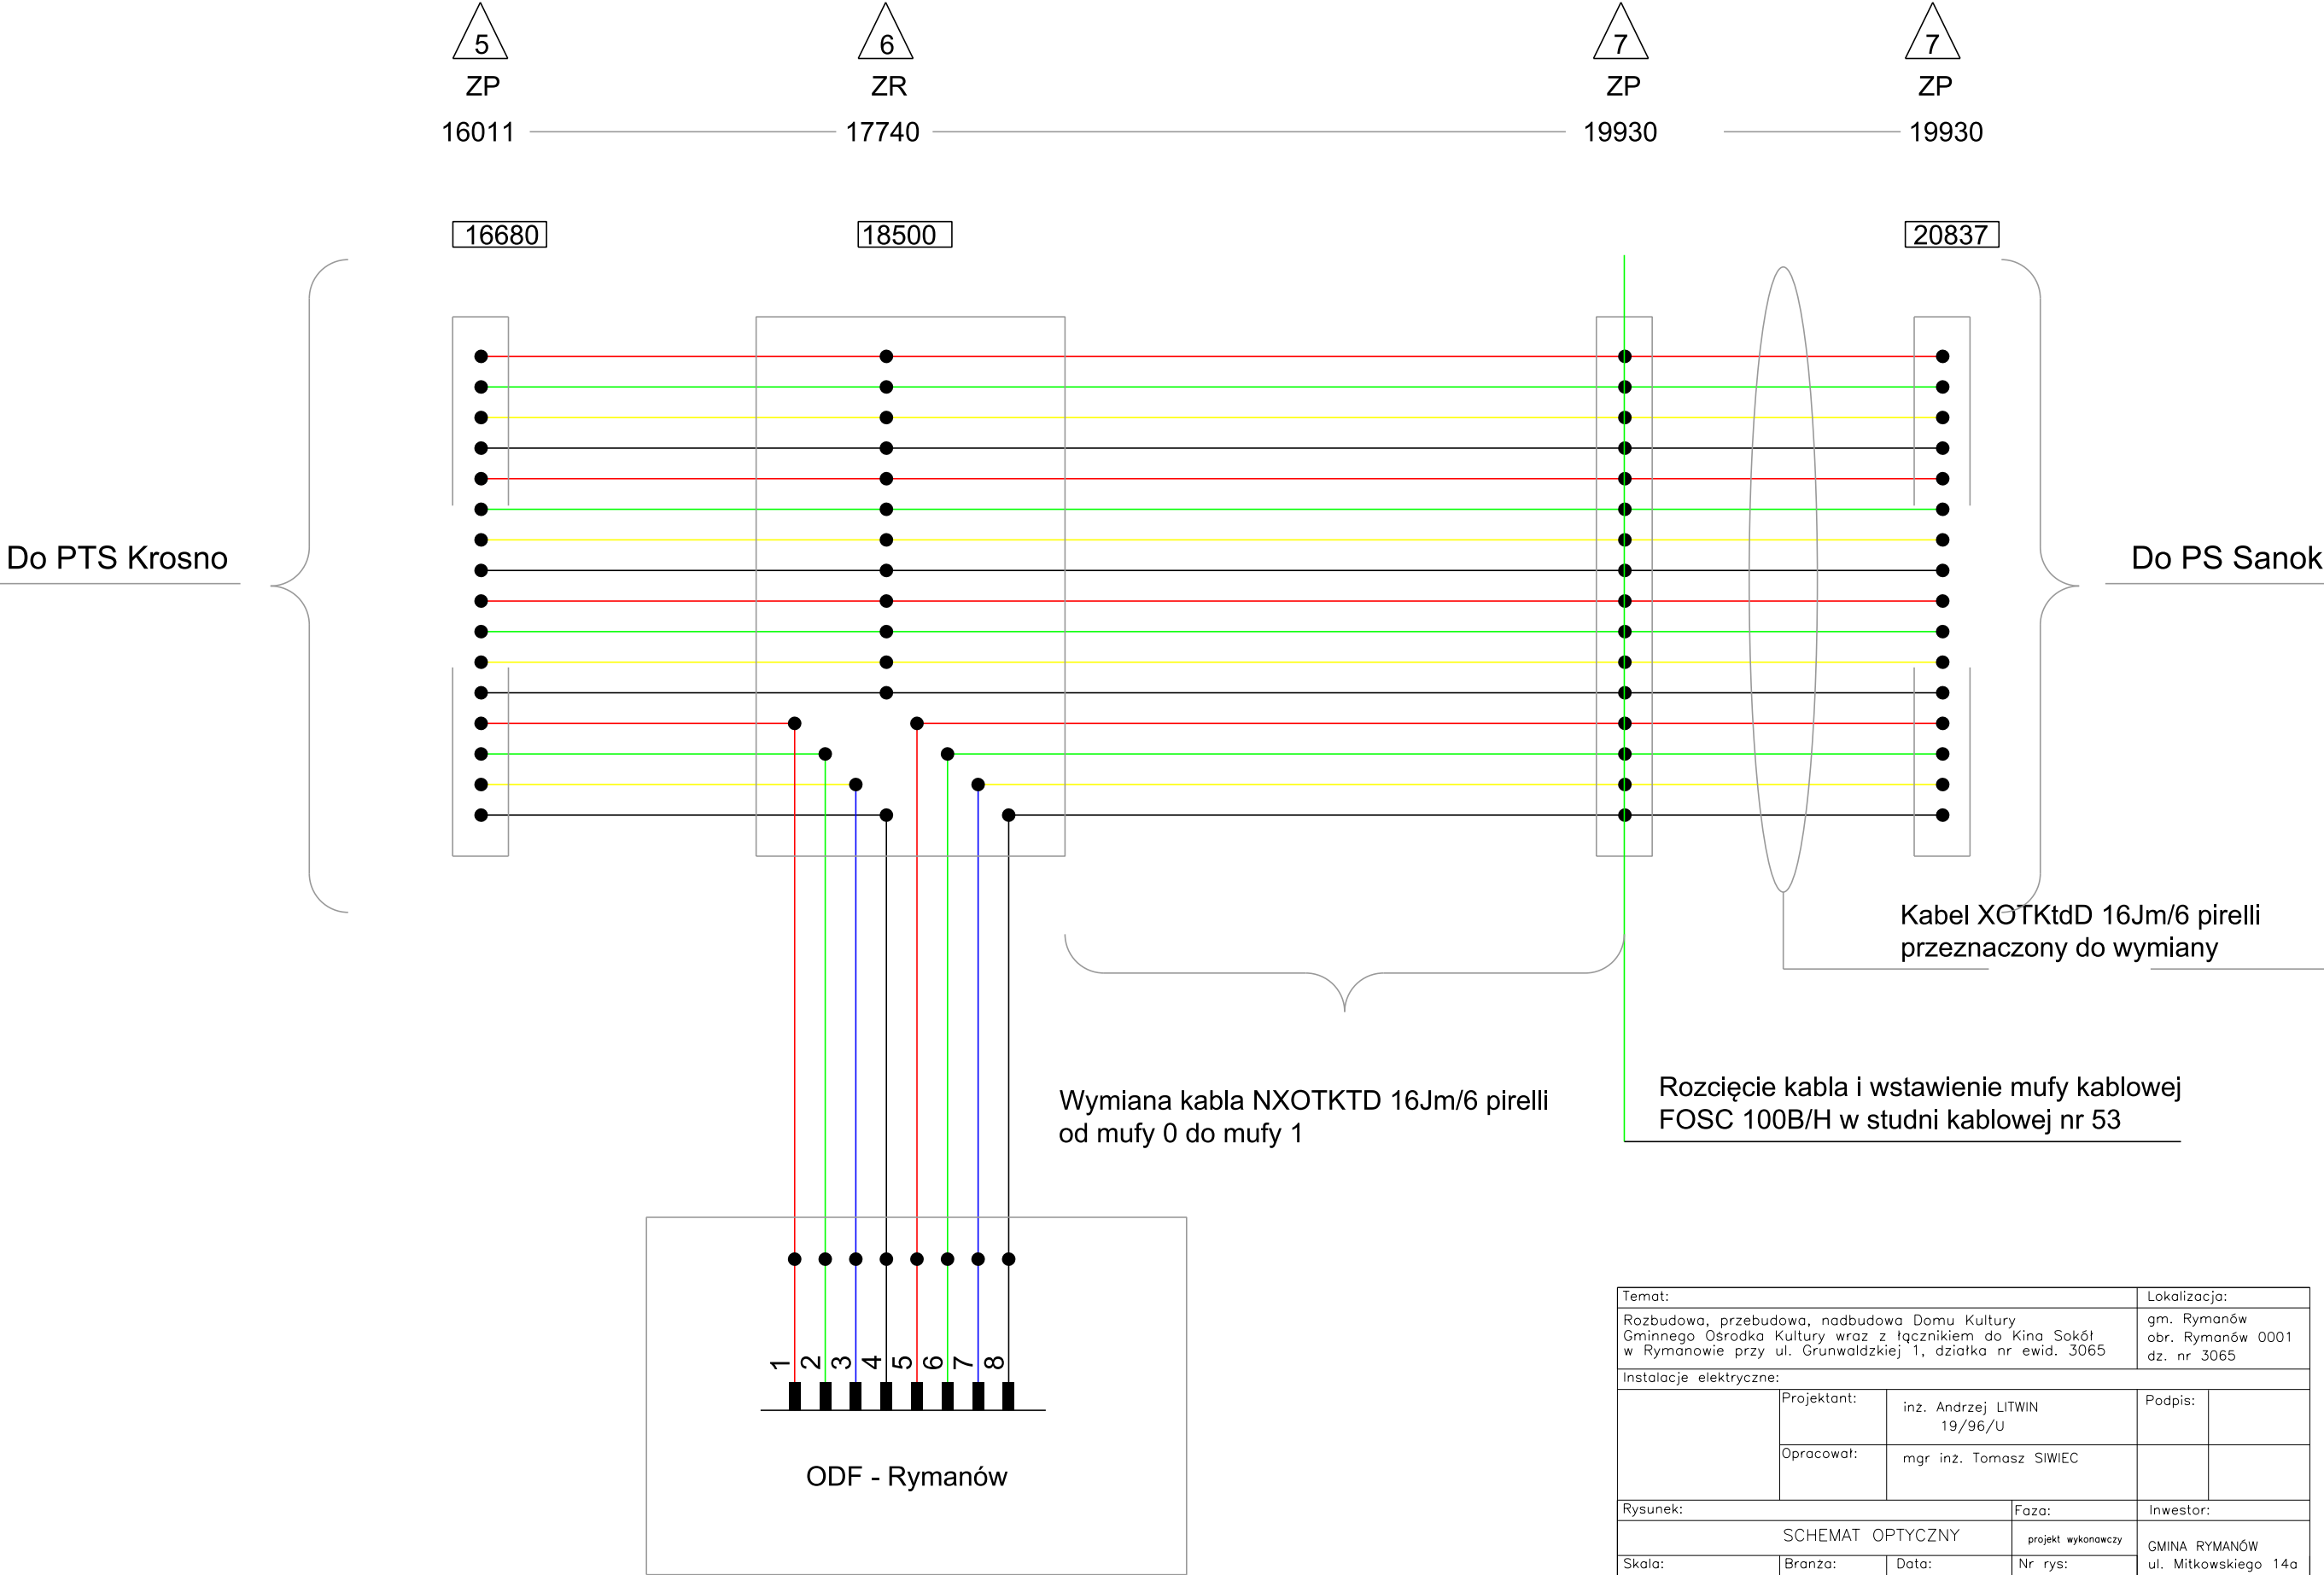 5
6
7
7
ZP
ZR
ZP
ZP
16011
17740
19930
19930
16680
18500
20837
Do PTS Krosno
Do PS Sanok
Kabel XOTKtdD 16Jm/6 pirelli
przeznaczony do wymiany
Wymiana kabla NXOTKTD 16Jm/6 pirelli
od mufy 0 do mufy 1
Rozcięcie kabla i wstawienie mufy kablowej
FOSC 100B/H w studni kablowej nr 53
1 2 3 4 5 6 7 8
ODF - Rymanów
Temat:
Rozbudowa, przebudowa, nadbudowa Domu Kultury
Gminnego Ośrodka Kultury wraz z łącznikiem do Kina Sokół
w Rymanowie przy ul. Grunwaldzkiej 1, działka nr ewid. 3065
Lokalizacja:
gm. Rymanów
obr. Rymanów 0001
dz. nr 3065
Instalacje elektryczne:
Projektant:
inż. Andrzej LITWIN
19/96/U
Podpis:
Opracował:
mgr inż. Tomasz SIWIEC
Rysunek:
SCHEMAT OPTYCZNY
Faza:
projekt wykonawczy
Inwestor:
GMINA RYMANÓW
ul. Mitkowskiego 14a
Skala:
Branża:
Data:
Nr rys: